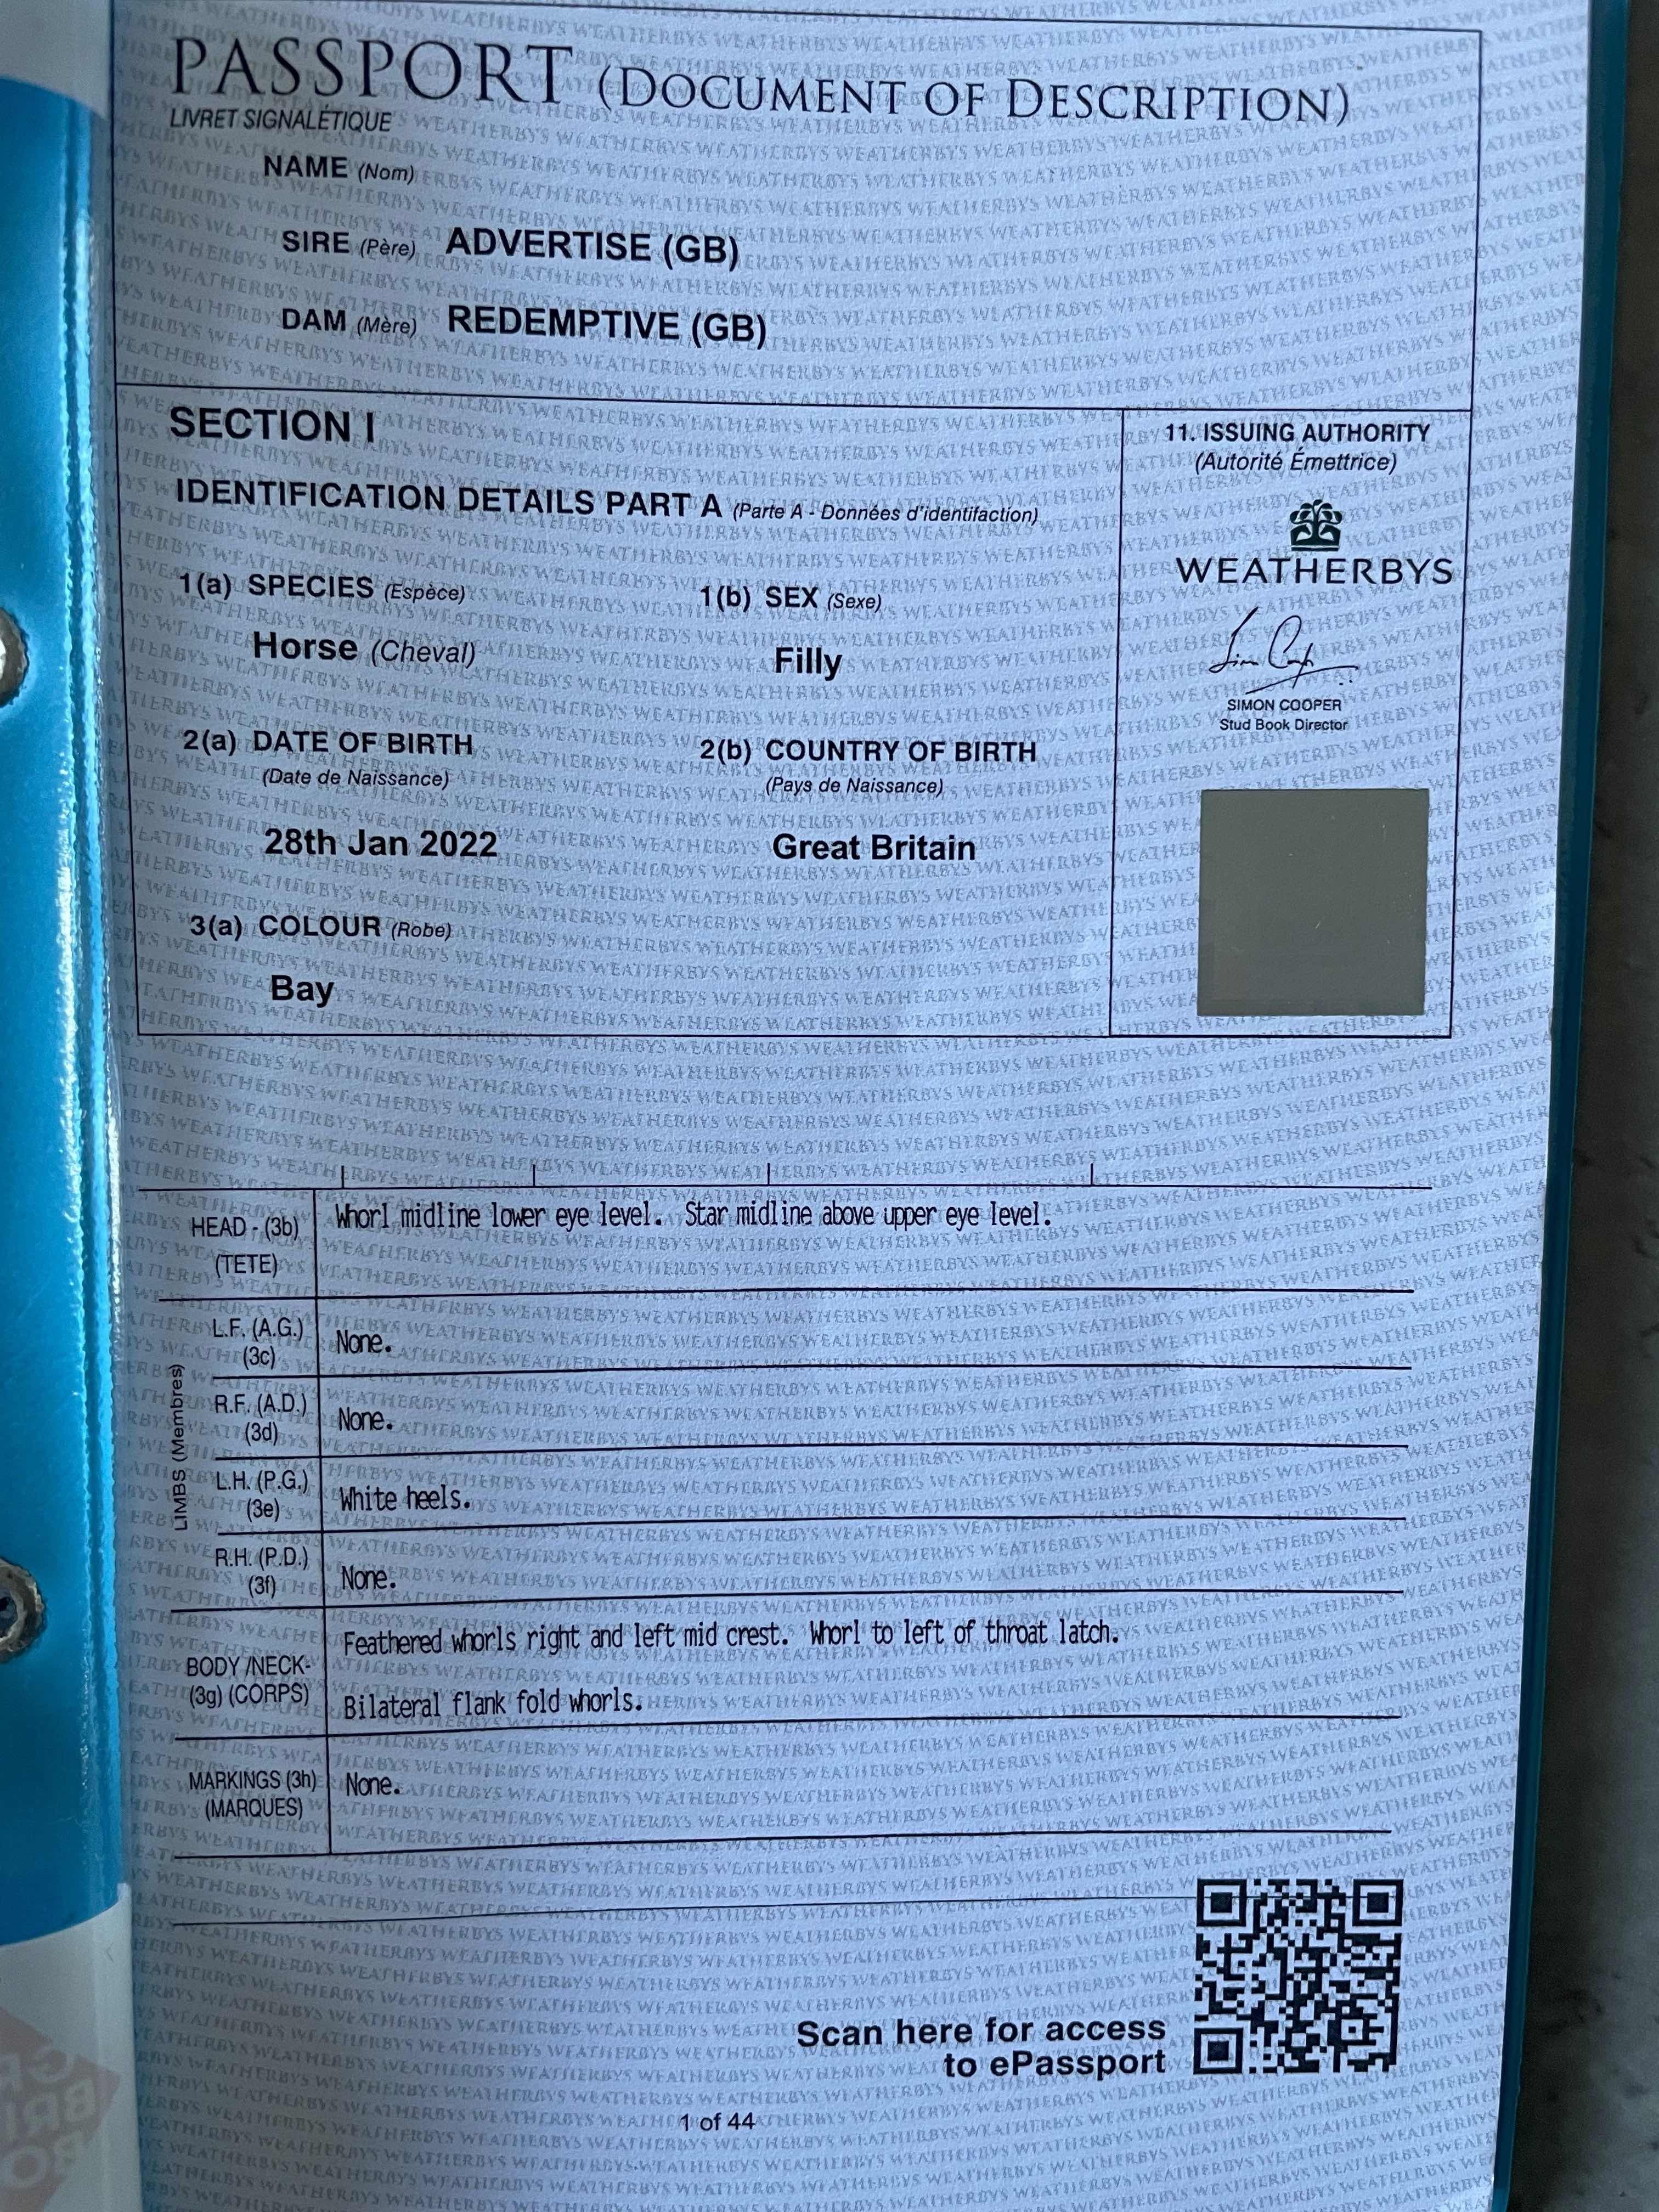 PASSPORT (DOCUMENT OF DESCRIPTION)
LIVRET SIGNALÉTIQUE
NAME (Nom)
SIRE (Père) ADVERTISE (GB)
DAM (Mère) REDEMPTIVE (GB)
SECTION I
IDENTIFICATION DETAILS PART A (Parte A - Données d'identifaction)
1(a) SPECIES (Espèce)
Horse (Cheval)
1(b) SEX (Sexe)
Filly
2(a) DATE OF BIRTH
(Date de Naissance)
28th Jan 2022
2(b) COUNTRY OF BIRTH
(Pays de Naissance)
Great Britain
3(a) COLOUR (Robe)
Bay
11. ISSUING AUTHORITY
(Autorité Émettrice)
WEATHERBYS
SIMON COOPER
Stud Book Director
HEAD - (3b)
(TETE)
Whorl midline lower eye level. Star midline above upper eye level.
LIMBS (Membres)
L.F. (A.G.)
(3c)
None.
R.F. (A.D.)
(3d)
None.
L.H. (P.G.)
(3e)
White heels.
R.H. (P.D.)
(3f)
None.
BODY /NECK-
(3g) (CORPS)
Feathered whorls right and left mid crest. Whorl to left of throat latch.
Bilateral flank fold whorls.
MARKINGS (3h)
(MARQUES)
None.
Scan here for access
to ePassport
1 of 44